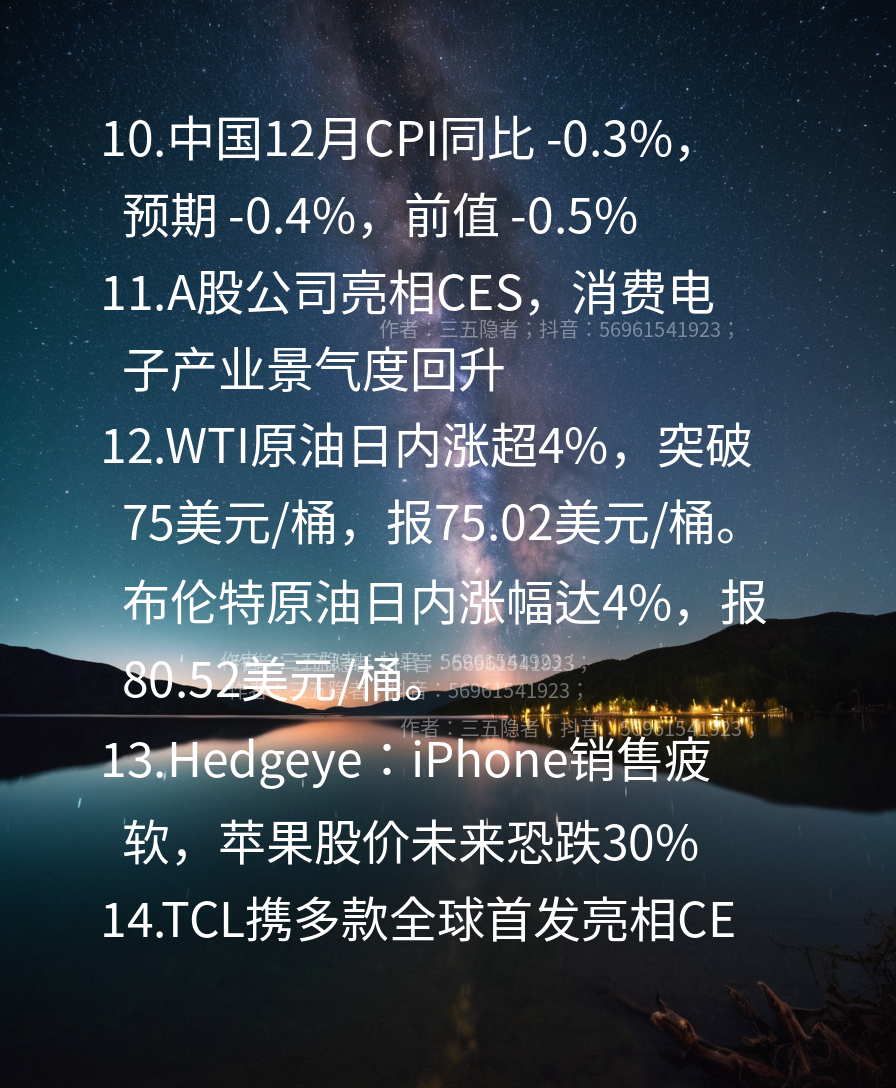 10.中国12月CPI同比 -0.3%，
预期 -0.4%，前值 -0.5%
11.A股公司亮相CES，消费电
作者：三五隐者；抖音：56961541923；
子产业景气度回升
12.WTI原油日内涨超4%，突破
75美元/桶，报75.02美元/桶。
布伦特原油日内涨幅达4%，报
作者：三五隐者：抖音：56961541923；
80.52美元/桶。
作者：三五隐者：抖音：56961541923；
作者：三五隐者：抖音：56961541923
13.Hedgeye：iPhone销售疲
软，苹果股价未来恐跌30%
14.TCL携多款全球首发亮相CE